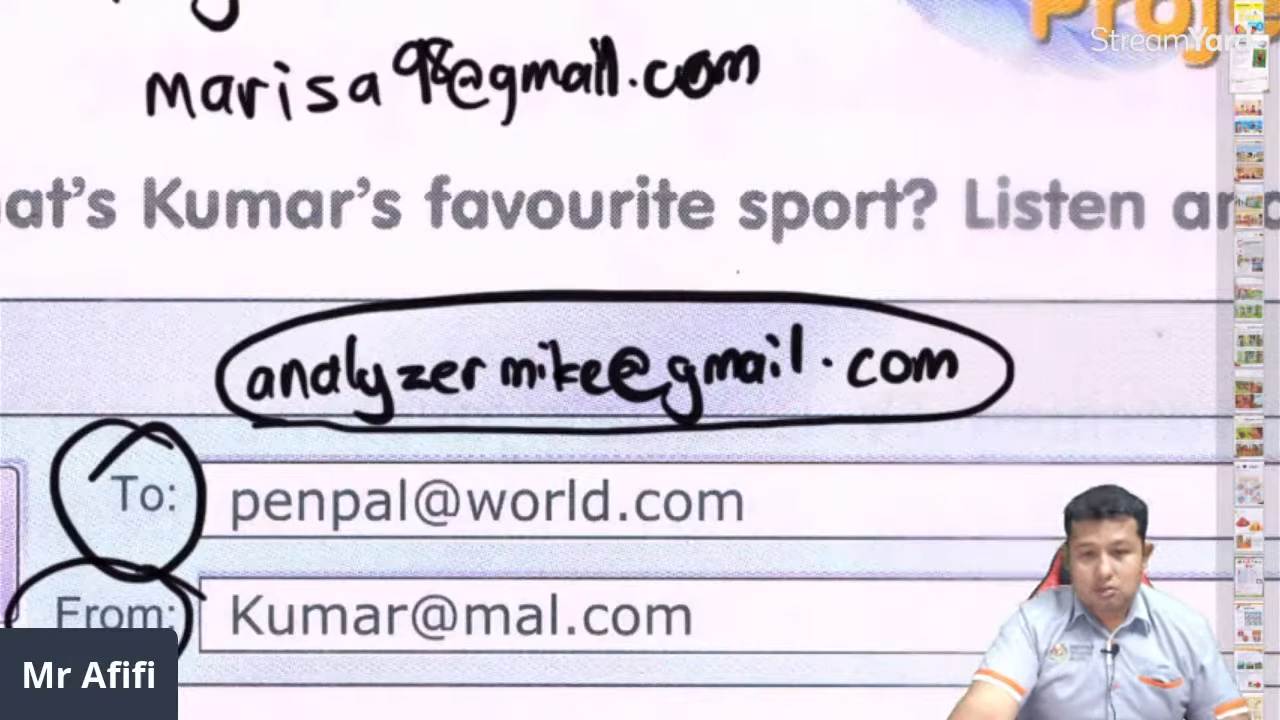 StreamYard
marisa98@gmail.com
at's Kumar's favourite sport? Listen an
analyzermike@gmail.com
To: penpal@world.com
From: Kumar@mal.com
Mr Afifi